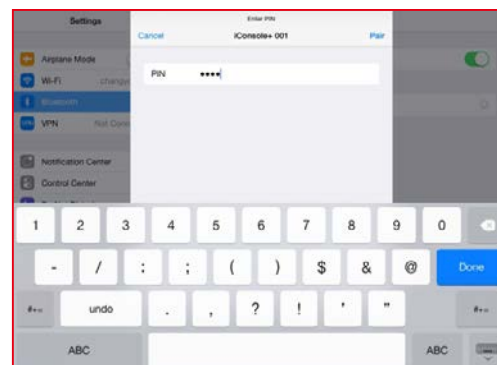 Settings
Enter PIN
Cancel
iConsole+ 001
Pair
Airplane Mode
PIN ****
Wi-Fi
Bluetooth
VPN
VPN
Notification Center
Control Center
1 2 3 4 5 6 7 8 9 0
- / : ; ( ) $ & @ Done
#+= undo . , ? ! ' " #+=
ABC
ABC